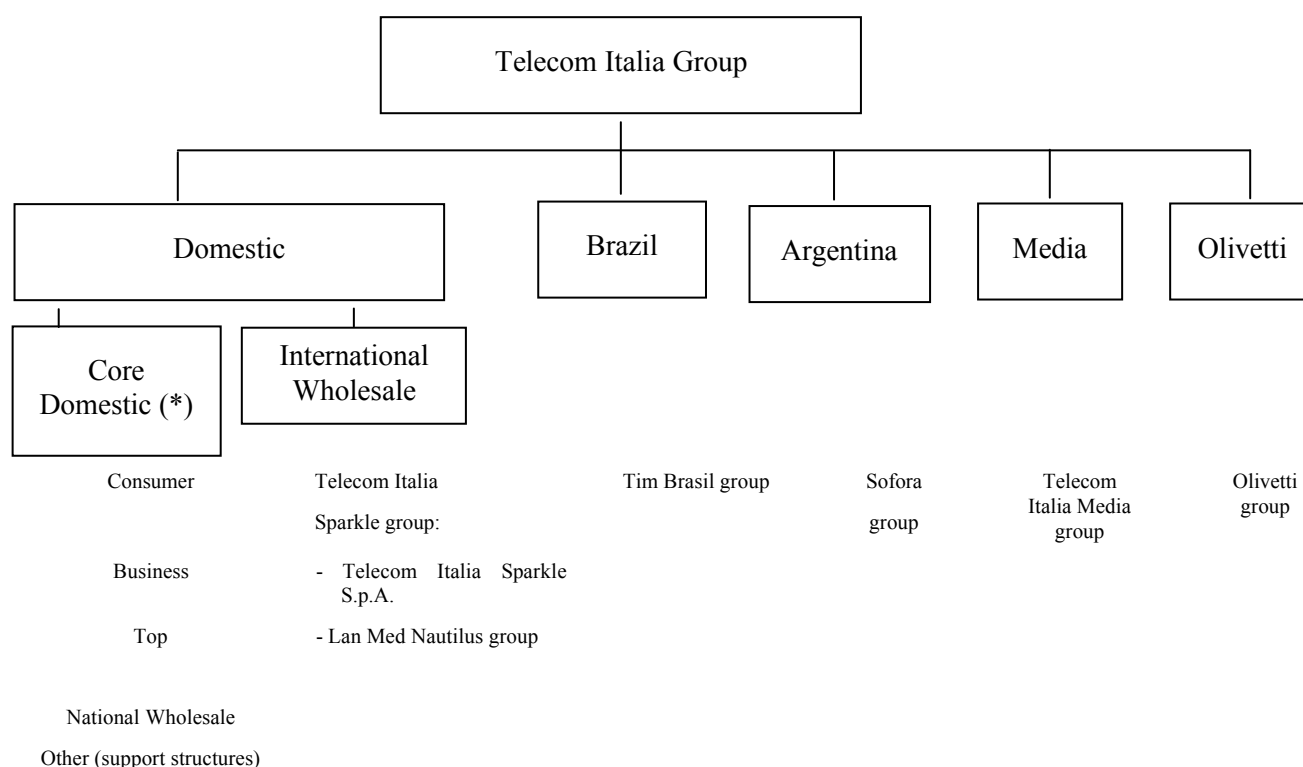 Telecom Italia Group
Domestic
Brazil
Argentina
Media
Olivetti
Core
Domestic (*)
International
Wholesale
Consumer
Business
Top
National Wholesale
Other (support structures)
Telecom Italia
Sparkle group:
- Telecom Italia Sparkle
S.p.A.
- Lan Med Nautilus group
Tim Brasil group
Sofora
group
Telecom
Italia Media
group
Olivetti
group